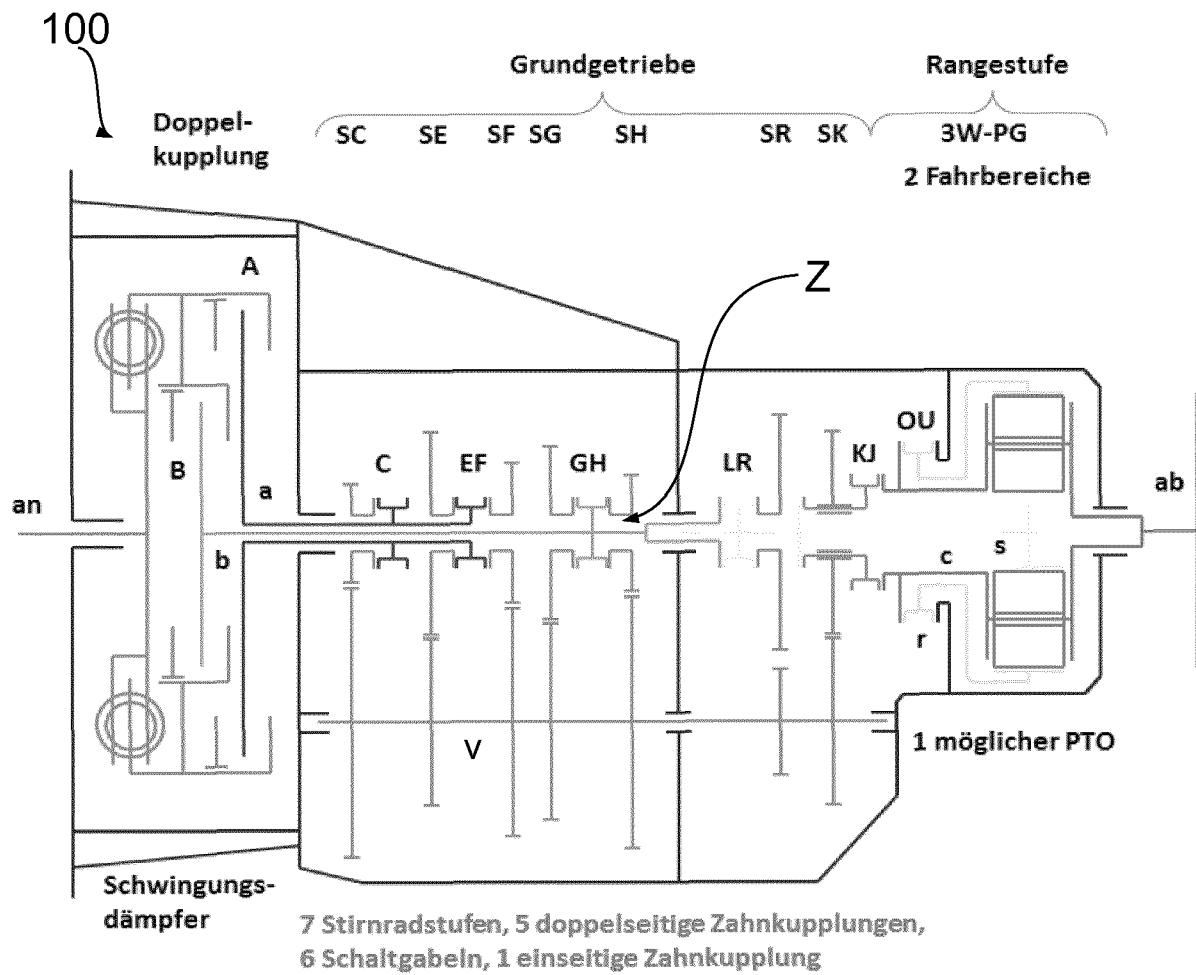 100
Grundgetriebe
Rangestufe
Doppel-
kupplung
SC SE SF SG SH SR SK
3W-PG
2 Fahrbereiche
A
Z
OU
B
C EF GH LR KJ
a
an
ab
b
c s
r
V
1 möglicher PTO
Schwingungs-
dämpfer
7 Stirnradstufen, 5 doppelseitige Zahnkupplungen,
6 Schaltgabeln, 1 einseitige Zahnkupplung